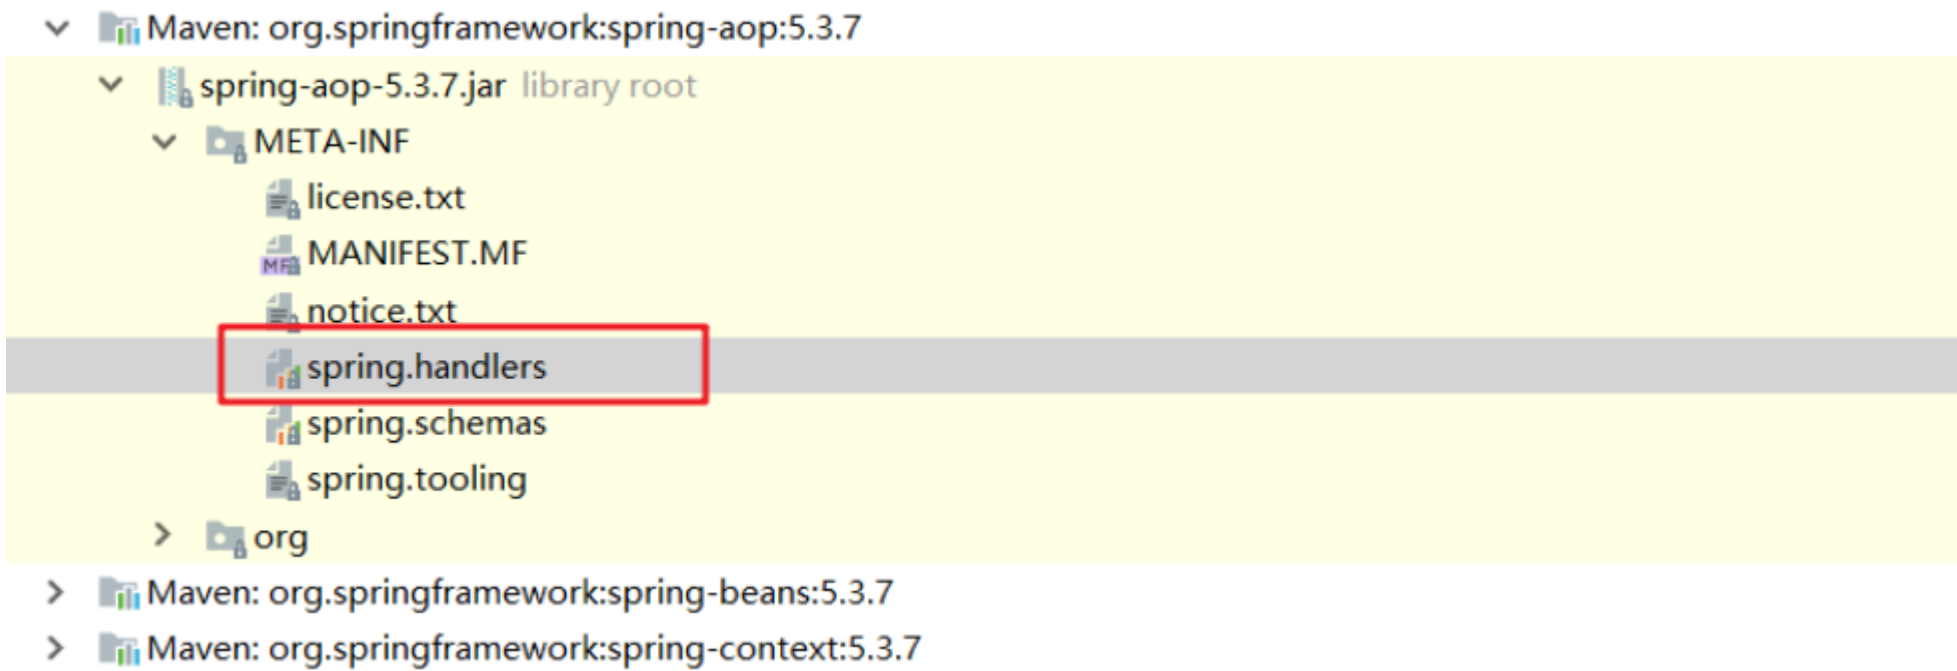 Maven: org.springframework:spring-aop:5.3.7
spring-aop-5.3.7.jar library root
META-INF
license.txt
MF MANIFEST.MF
notice.txt
spring.handlers
spring.schemas
spring.tooling
org
Maven: org.springframework:spring-beans:5.3.7
Maven: org.springframework:spring-context:5.3.7